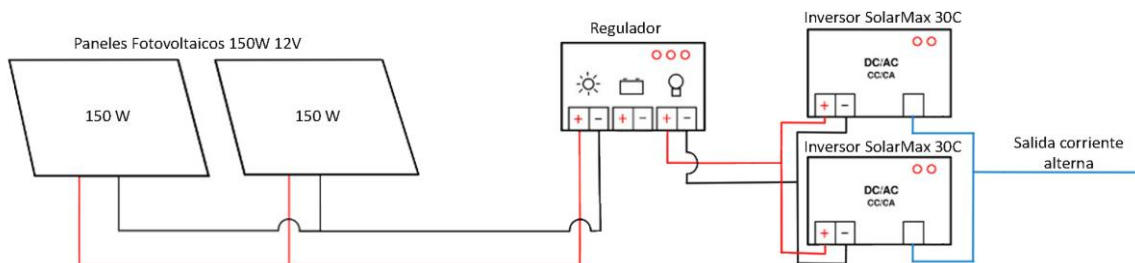 Paneles Fotovoltaicos 150W 12V
150 W
150 W
Regulador
+ − + − + −
Inversor SolarMax 30C
DC/AC
CC/CA
+ −
Inversor SolarMax 30C
DC/AC
CC/CA
+ −
Salida corriente
alterna